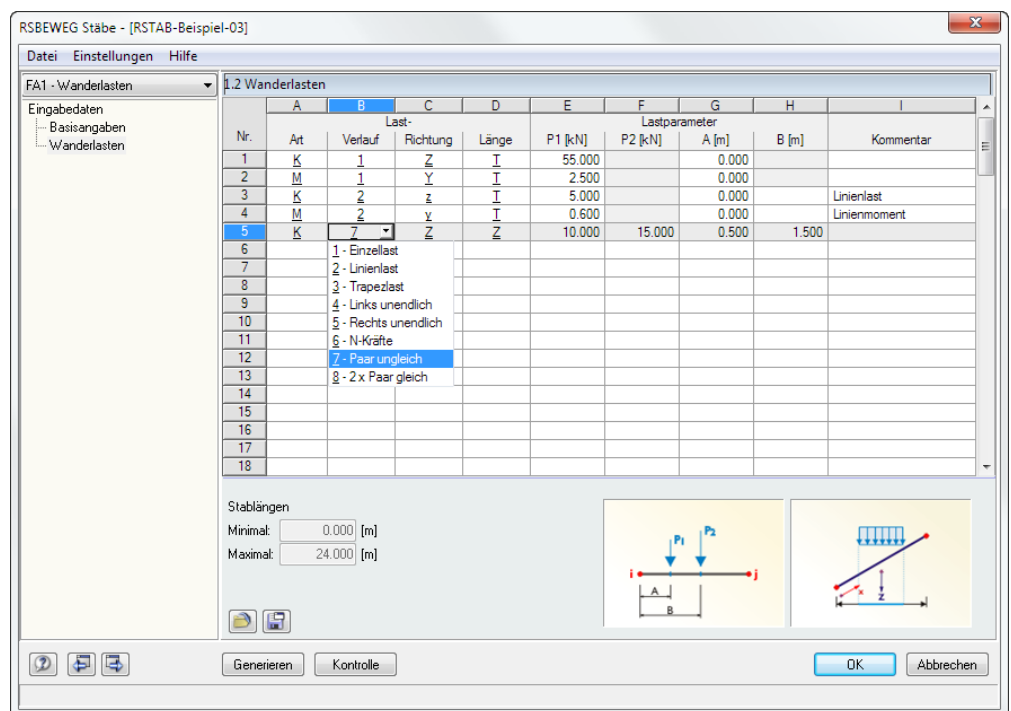 RSBEWEG Stäbe - [RSTAB-Beispiel-03]
Datei Einstellungen Hilfe
FA1 - Wanderlasten
Eingabedaten
Basisangaben
Wanderlasten
1.2 Wanderlasten
A B C D E F G H I
Last- Lastparameter
Nr. Art Verlauf Richtung Länge P1 [kN] P2 [kN] A [m] B [m] Kommentar
1 K 1 Z T 55.000 0.000
2 M 1 Y T 2.500 0.000
3 K 2 z T 5.000 0.000 Linienlast
4 M 2 y T 0.600 0.000 Linienmoment
5 K 7 Z Z 10.000 15.000 0.500 1.500
6 1 - Einzellast
7 2 - Linienlast
8 3 - Trapezlast
9 4 - Links unendlich
10 5 - Rechts unendlich
11 6 - N-Kräfte
12 7 - Paar ungleich
13 8 - 2 x Paar gleich
14
15
16
17
18
Stablängen
Minimal: 0.000 [m]
Maximal: 24.000 [m]
P1 P2
i j
A
B
x z
Generieren Kontrolle OK Abbrechen